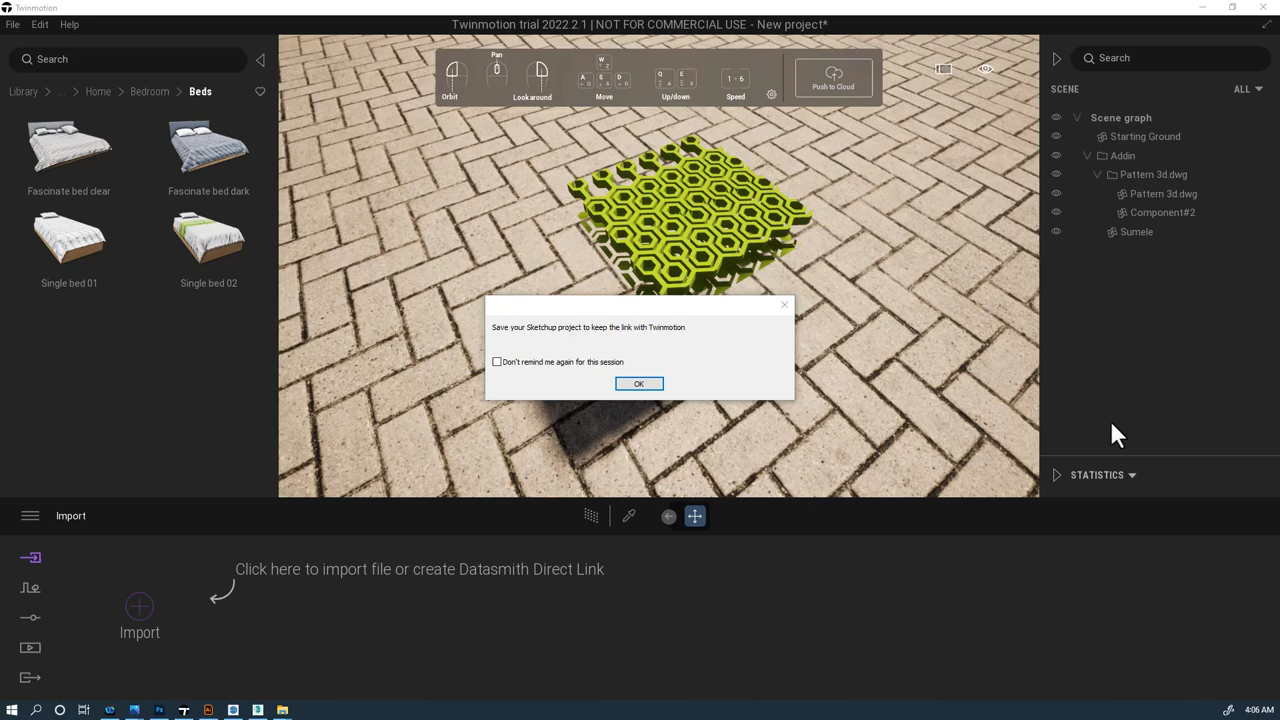 Twinmotion
File Edit Help
Twinmotion trial 2022.2.1 | NOT FOR COMMERCIAL USE - New project*
Search
Library > ... > Home > Bedroom > Beds
Fascinate bed clear
Fascinate bed dark
Single bed 01
Single bed 02
Orbit
Pan
Look around
W
Z
A
Q
S
D
Move
Q
A
E
Up/down
1 - 6
Speed
Push to Cloud
Search
SCENE
ALL
Scene graph
Starting Ground
Addin
Pattern 3d.dwg
Pattern 3d.dwg
Component#2
Sumele
STATISTICS
Save your Sketchup project to keep the link with Twinmotion
Don't remind me again for this session
OK
Import
Click here to import file or create Datasmith Direct Link
Import
Ps
Ai
4:06 AM